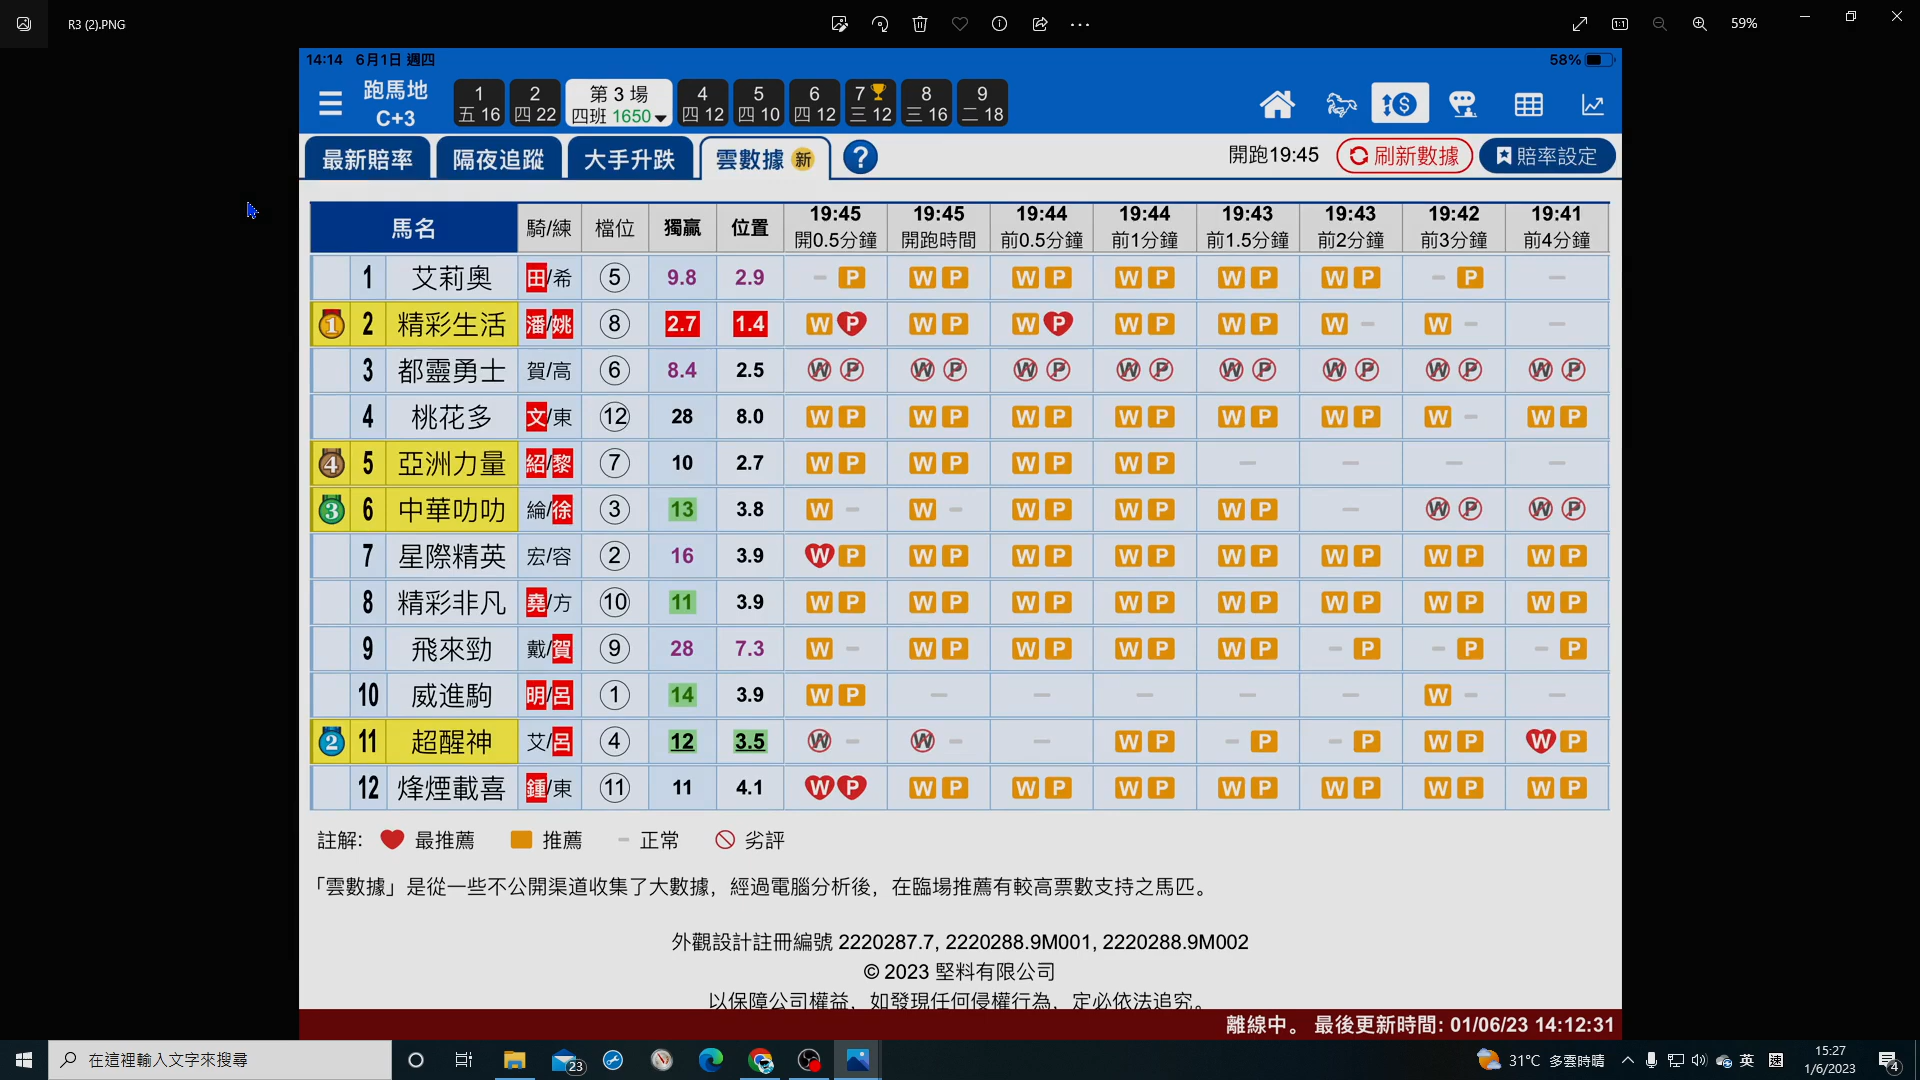 R3 (2).PNG
59%
14:14 6月1日 週四
58%
跑馬地
C+3
1 五 16
2 四 22
第 3 場 四班 1650
4 四 12
5 四 10
6 四 12
7 三 12
8 三 16
9 二 18
最新賠率 隔夜追蹤 大手升跌 雲數據 新 ?
開跑19:45 刷新數據 賠率設定
馬名 騎/練 檔位 獨贏 位置 19:45 開0.5分鐘 19:45 開跑時間 19:44 前0.5分鐘 19:44 前1分鐘 19:43 前1.5分鐘 19:43 前2分鐘 19:42 前3分鐘 19:41 前4分鐘
1 艾莉奧 田/希 5 9.8 2.9 – P W P W P W P W P W P – P –
1 2 精彩生活 潘/姚 8 2.7 1.4 W P W P W P W P W P W – W – –
3 都靈勇士 賀/高 6 8.4 2.5 W P W P W P W P W P W P W P W P
4 桃花多 文/東 12 28 8.0 W P W P W P W P W P W P W – W P
4 5 亞洲力量 紹/黎 7 10 2.7 W P W P W P W P – – – –
3 6 中華叻叻 綸/徐 3 13 3.8 W – W – W P W P W P – W P W P
7 星際精英 宏/容 2 16 3.9 W P W P W P W P W P W P W P W P
8 精彩非凡 堯/方 10 11 3.9 W P W P W P W P W P W P W P W P
9 飛來勁 戴/賀 9 28 7.3 W – W P W P W P W P – P – P – P
10 威進駒 明/呂 1 14 3.9 W P – – – – – W – –
2 11 超醒神 艾/呂 4 12 3.5 W – W – – W P – P – P W P W P
12 烽煙載喜 鍾/東 11 11 4.1 W P W P W P W P W P W P W P W P
註解: 最推薦 推薦 – 正常 劣評
「雲數據」是從一些不公開渠道收集了大數據，經過電腦分析後，在臨場推薦有較高票數支持之馬匹。
外觀設計註冊編號 2220287.7, 2220288.9M001, 2220288.9M002
© 2023 堅料有限公司
以保障公司權益，如發現任何侵權行為，定必依法追究。
離線中。 最後更新時間: 01/06/23 14:12:31
在這裡輸入文字來搜尋
23
31°C 多雲時晴
英
速
15:27
1/6/2023
4